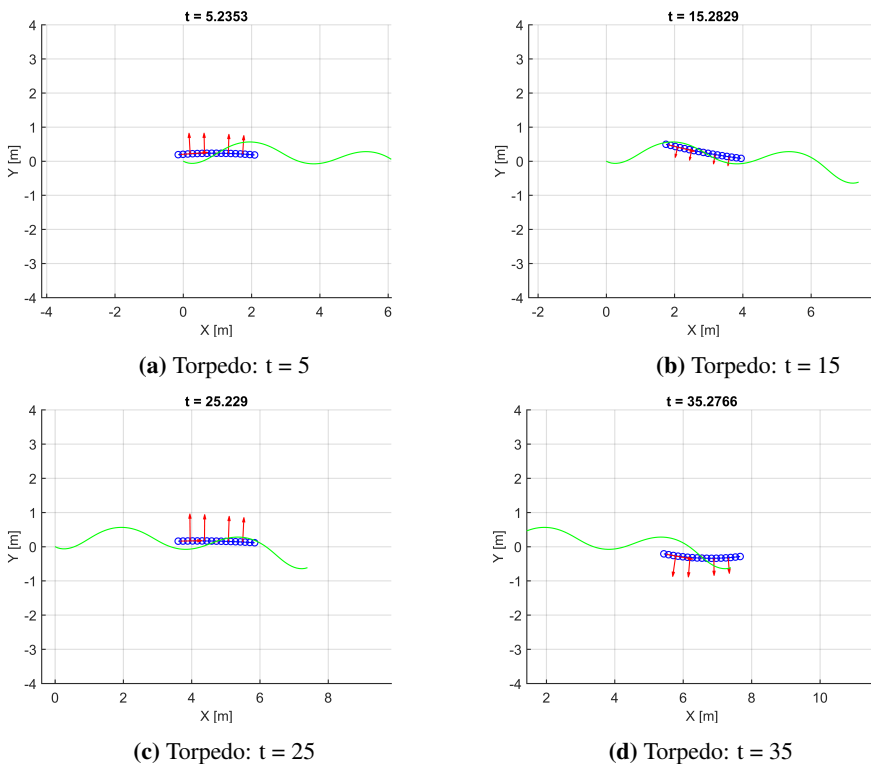 t = 5.2353
4
3
2
1
0
-1
-2
-3
-4
Y [m]
-4 -2 0 2 4 6
X [m]
(a) Torpedo: t = 5
t = 15.2829
4
3
2
1
0
-1
-2
-3
-4
Y [m]
-2 0 2 4 6
X [m]
(b) Torpedo: t = 15
t = 25.229
4
3
2
1
0
-1
-2
-3
-4
Y [m]
0 2 4 6 8
X [m]
(c) Torpedo: t = 25
t = 35.2766
4
3
2
1
0
-1
-2
-3
-4
Y [m]
2 4 6 8 10
X [m]
(d) Torpedo: t = 35